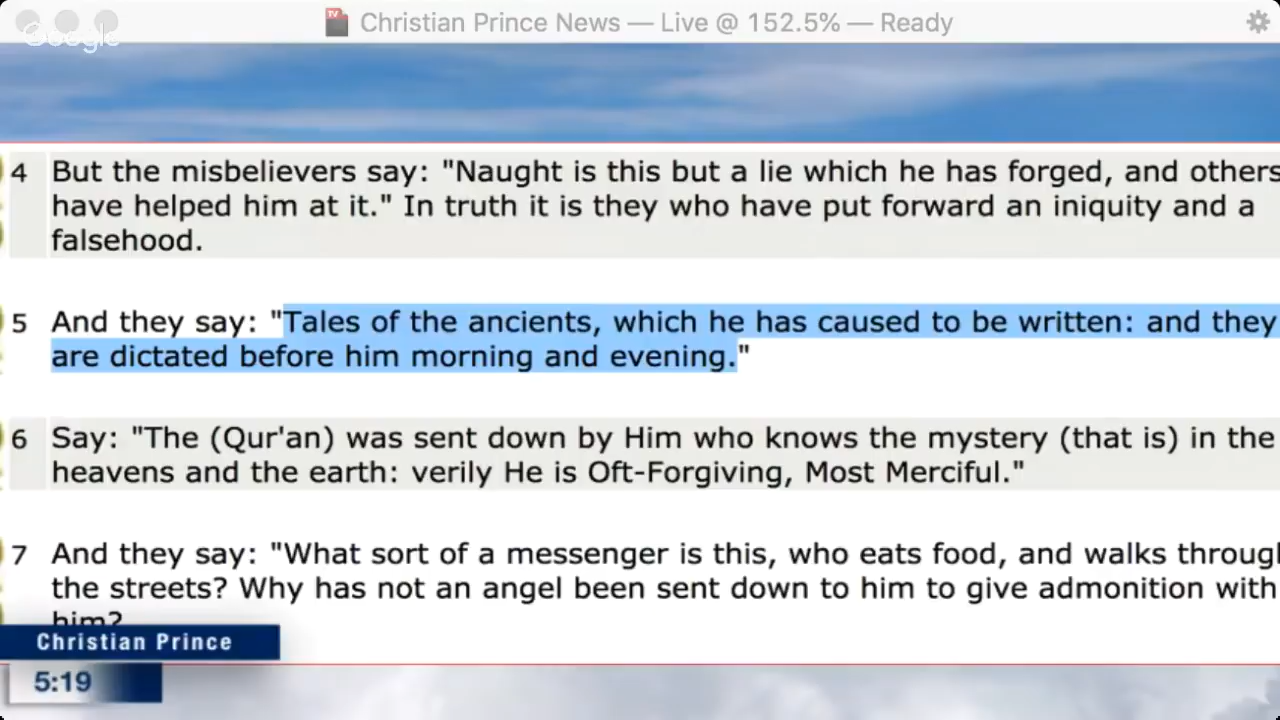 Christian Prince News — Live @ 152.5% — Ready
Google
4 But the misbelievers say: "Naught is this but a lie which he has forged, and others
have helped him at it." In truth it is they who have put forward an iniquity and a
falsehood.
5 And they say: "Tales of the ancients, which he has caused to be written: and they
are dictated before him morning and evening."
6 Say: "The (Qur'an) was sent down by Him who knows the mystery (that is) in the
heavens and the earth: verily He is Oft-Forgiving, Most Merciful."
7 And they say: "What sort of a messenger is this, who eats food, and walks through
the streets? Why has not an angel been sent down to him to give admonition with
him?
Christian Prince
5:19